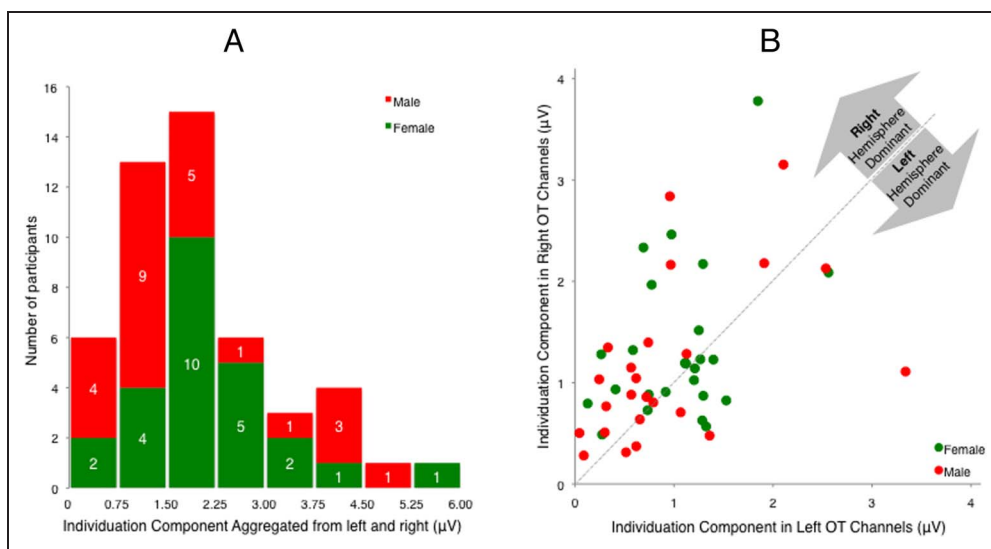 A
B
16
14
12
10
8
6
4
2
0
Number of participants
Male
Female
4
2
9
4
5
10
1
5
1
2
3
1
1
1
0
0.75
1.50
2.25
3.00
3.75
4.50
5.25
6.00
Individuation Component Aggregated from left and right (µV)
4
3
2
1
0
Individuation Component in Right OT Channels (µV)
Right
Hemisphere
Dominant
Left
Hemisphere
Dominant
Female
Male
0
1
2
3
4
Individuation Component in Left OT Channels (µV)